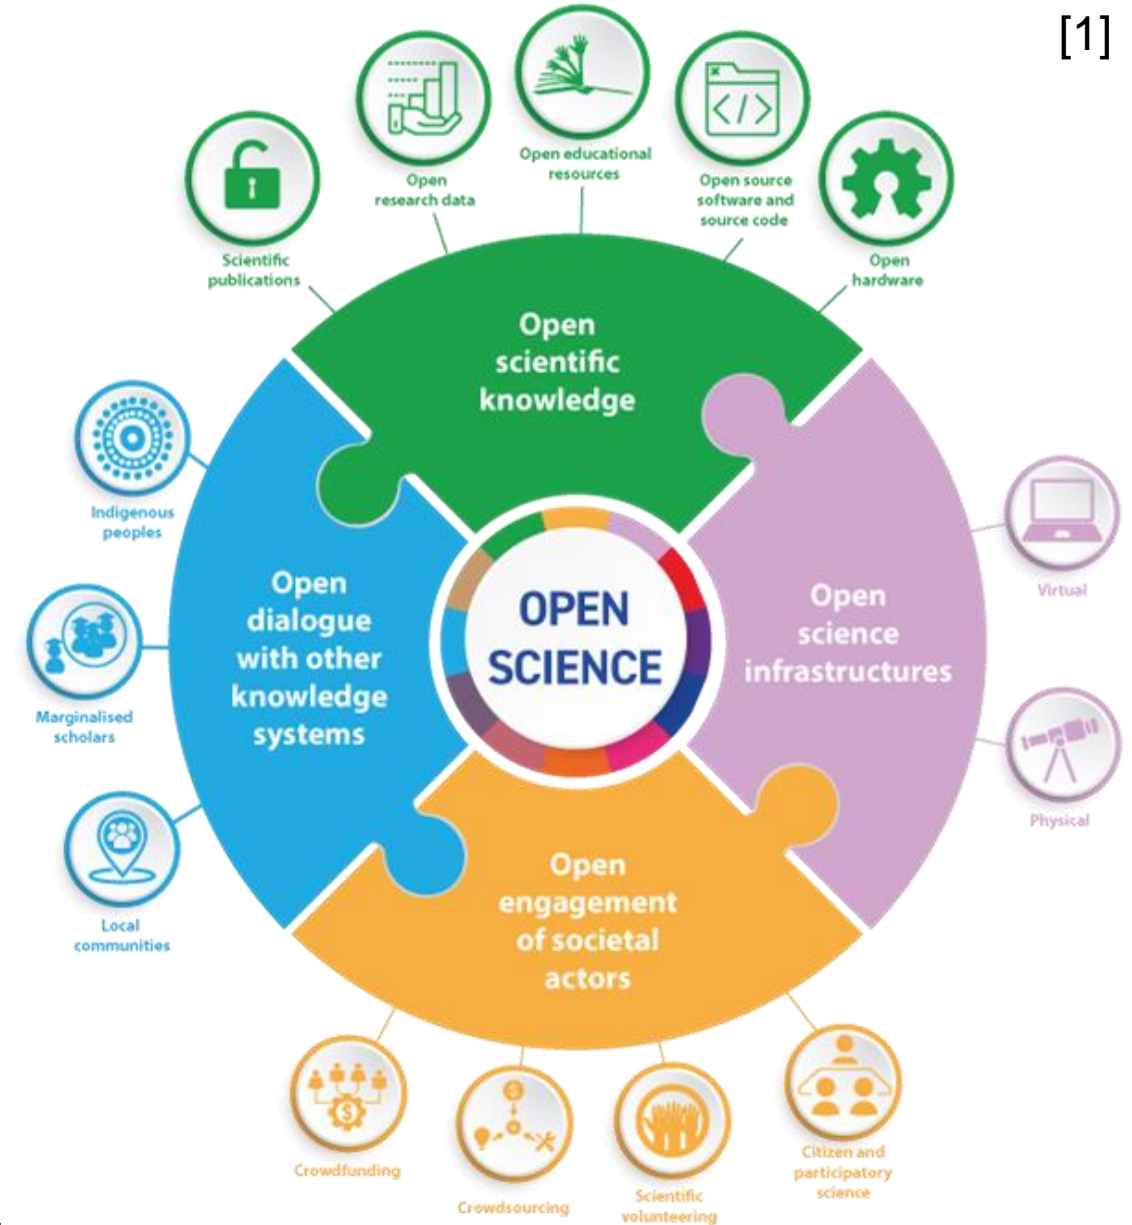 [1]
Open educational
resources
Open
research data
Open source
software and
source code
Scientific
publications
Open
hardware
Open
scientific
knowledge
Indigenous
peoples
Marginalised
scholars
Local
communities
Open
dialogue
with other
knowledge
systems
OPEN
SCIENCE
Open
science
infrastructures
Virtual
Physical
Open
engagement
of societal
actors
Crowdfunding
Crowdsourcing
Scientific
volunteering
Citizen and
participatory
science